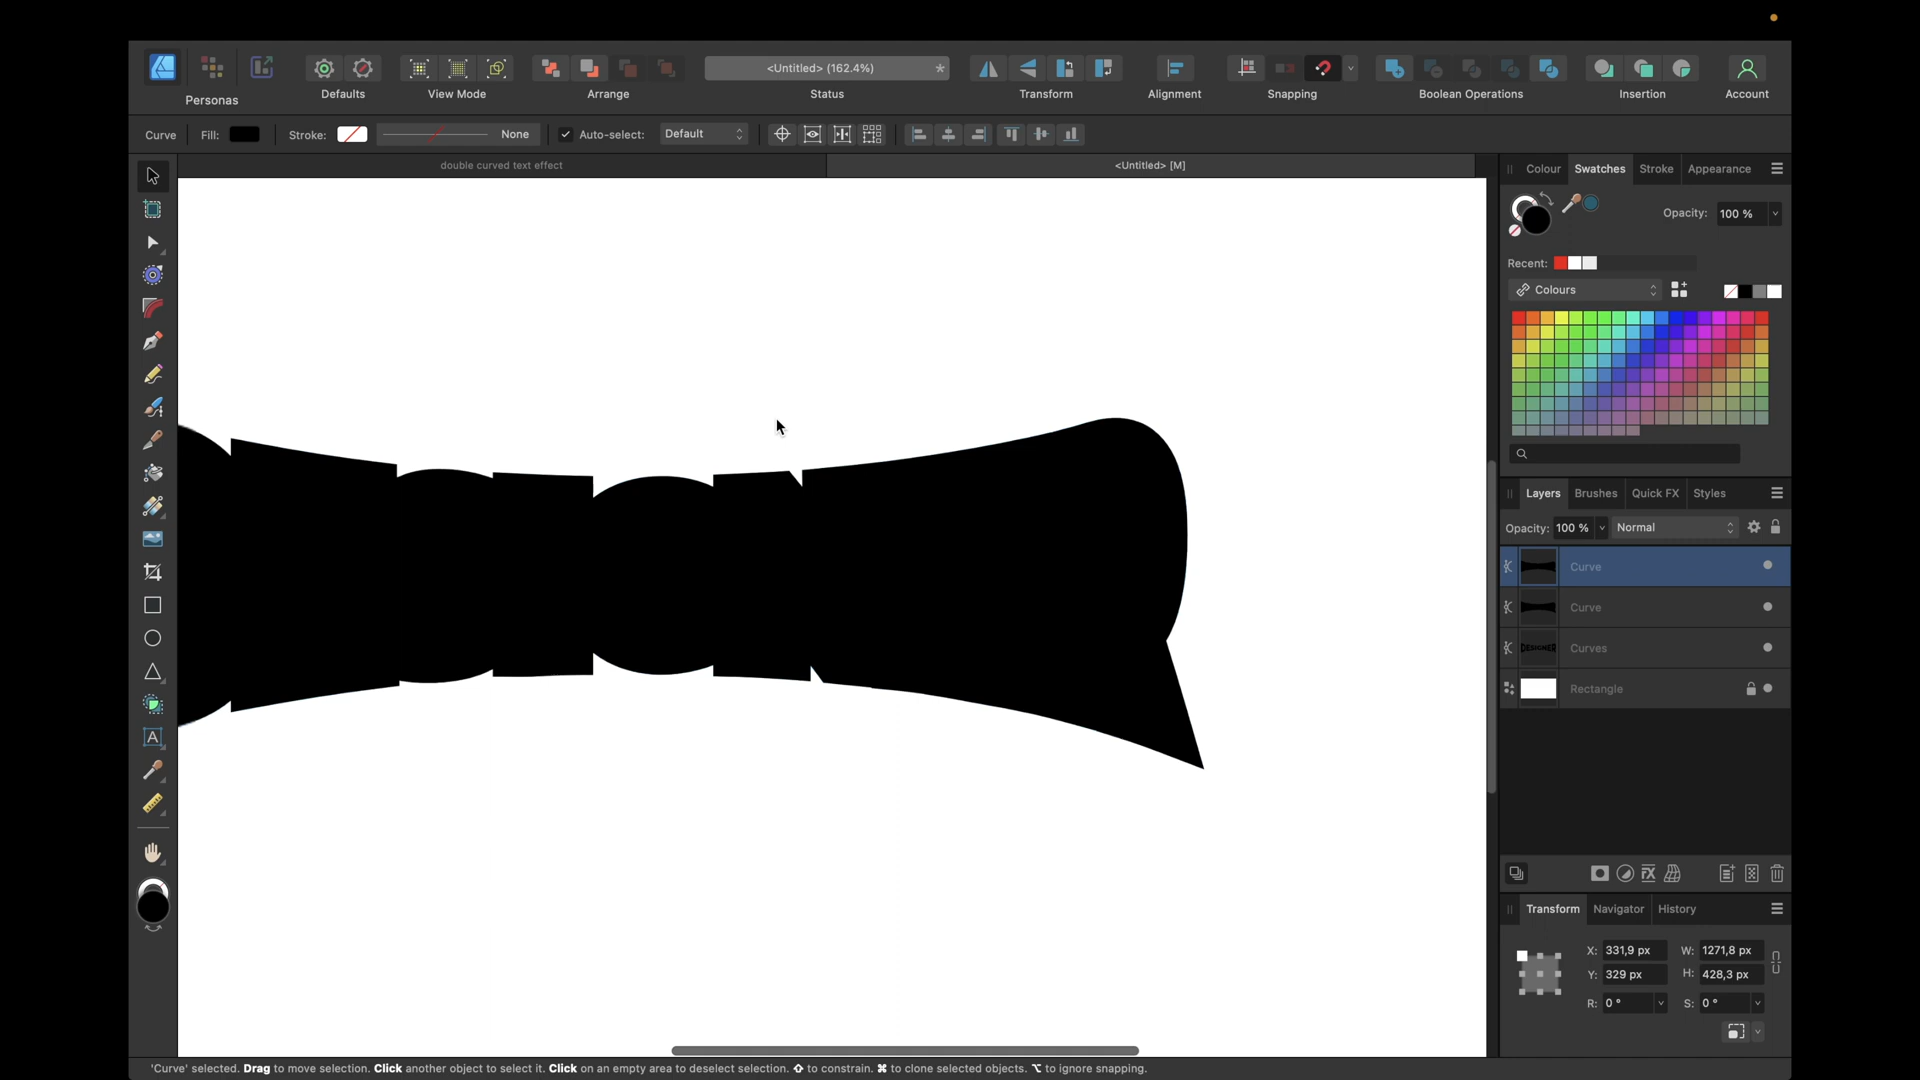 Personas
Defaults
View Mode
Arrange
<Untitled> (162.4%) *
Status
Transform
Alignment
Snapping
Boolean Operations
Insertion
Account
Curve Fill: Stroke: None Auto-select: Default
double curved text effect
<Untitled> [M]
Colour Swatches Stroke Appearance
Opacity: 100 %
Recent:
Colours
Layers Brushes Quick FX Styles
Opacity: 100 % Normal
Curve
Curve
DESIGNER Curves
Rectangle
FX
A
Transform Navigator History
X: 331,9 px W: 1271,8 px
Y: 329 px H: 428,3 px
R: 0 ° S: 0 °
'Curve' selected. Drag to move selection. Click another object to select it. Click on an empty area to deselect selection. ⇧ to constrain. ⌘ to clone selected objects. ⌥ to ignore snapping.